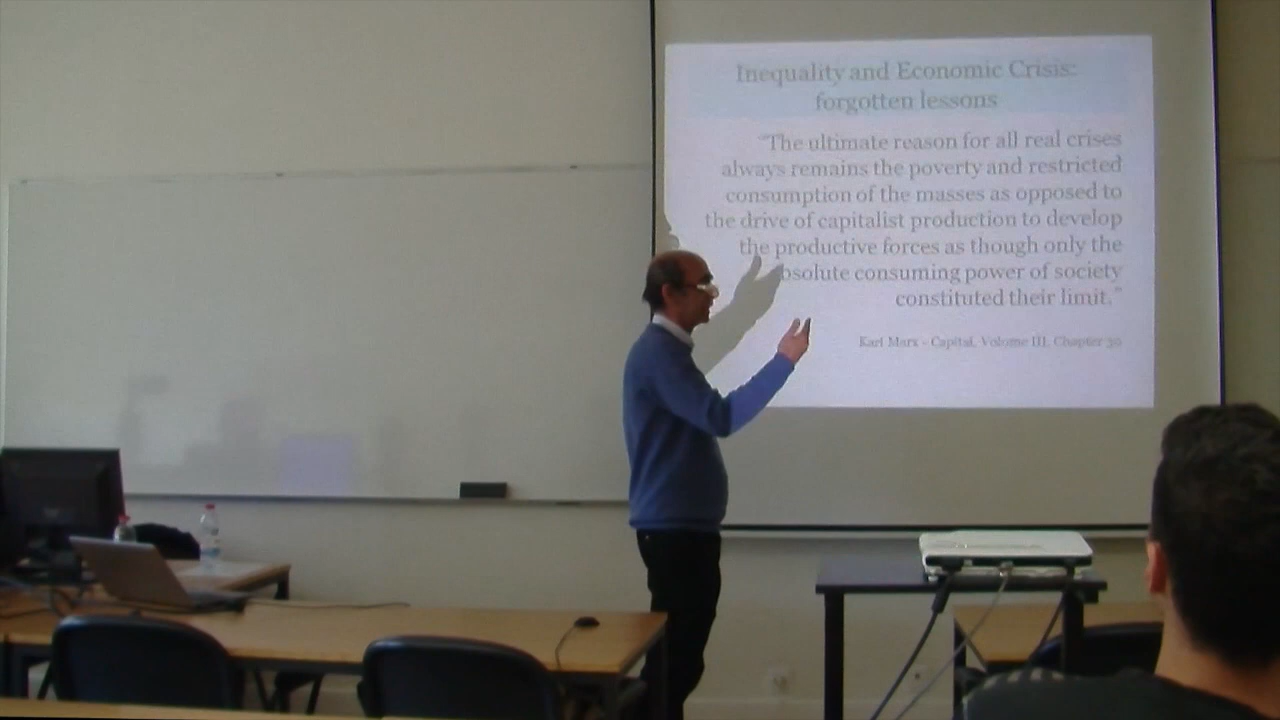 Inequality and Economic Crisis:
forgotten lessons
"The ultimate reason for all real crises
always remains the poverty and restricted
consumption of the masses as opposed to
the drive of capitalist production to develop
the productive forces as though only the
bsolute consuming power of society
constituted their limit."
Karl Marx - Capital, Volome III, Chapter 30